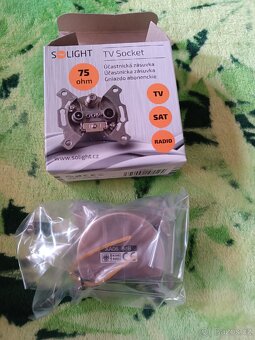 SOLIGHT
TV Socket
75
ohm
Účastnická zásuvka
Účastnícka zásuvka
Gniazdo abonenckie
TV
SAT
RADIO
www.solight.cz